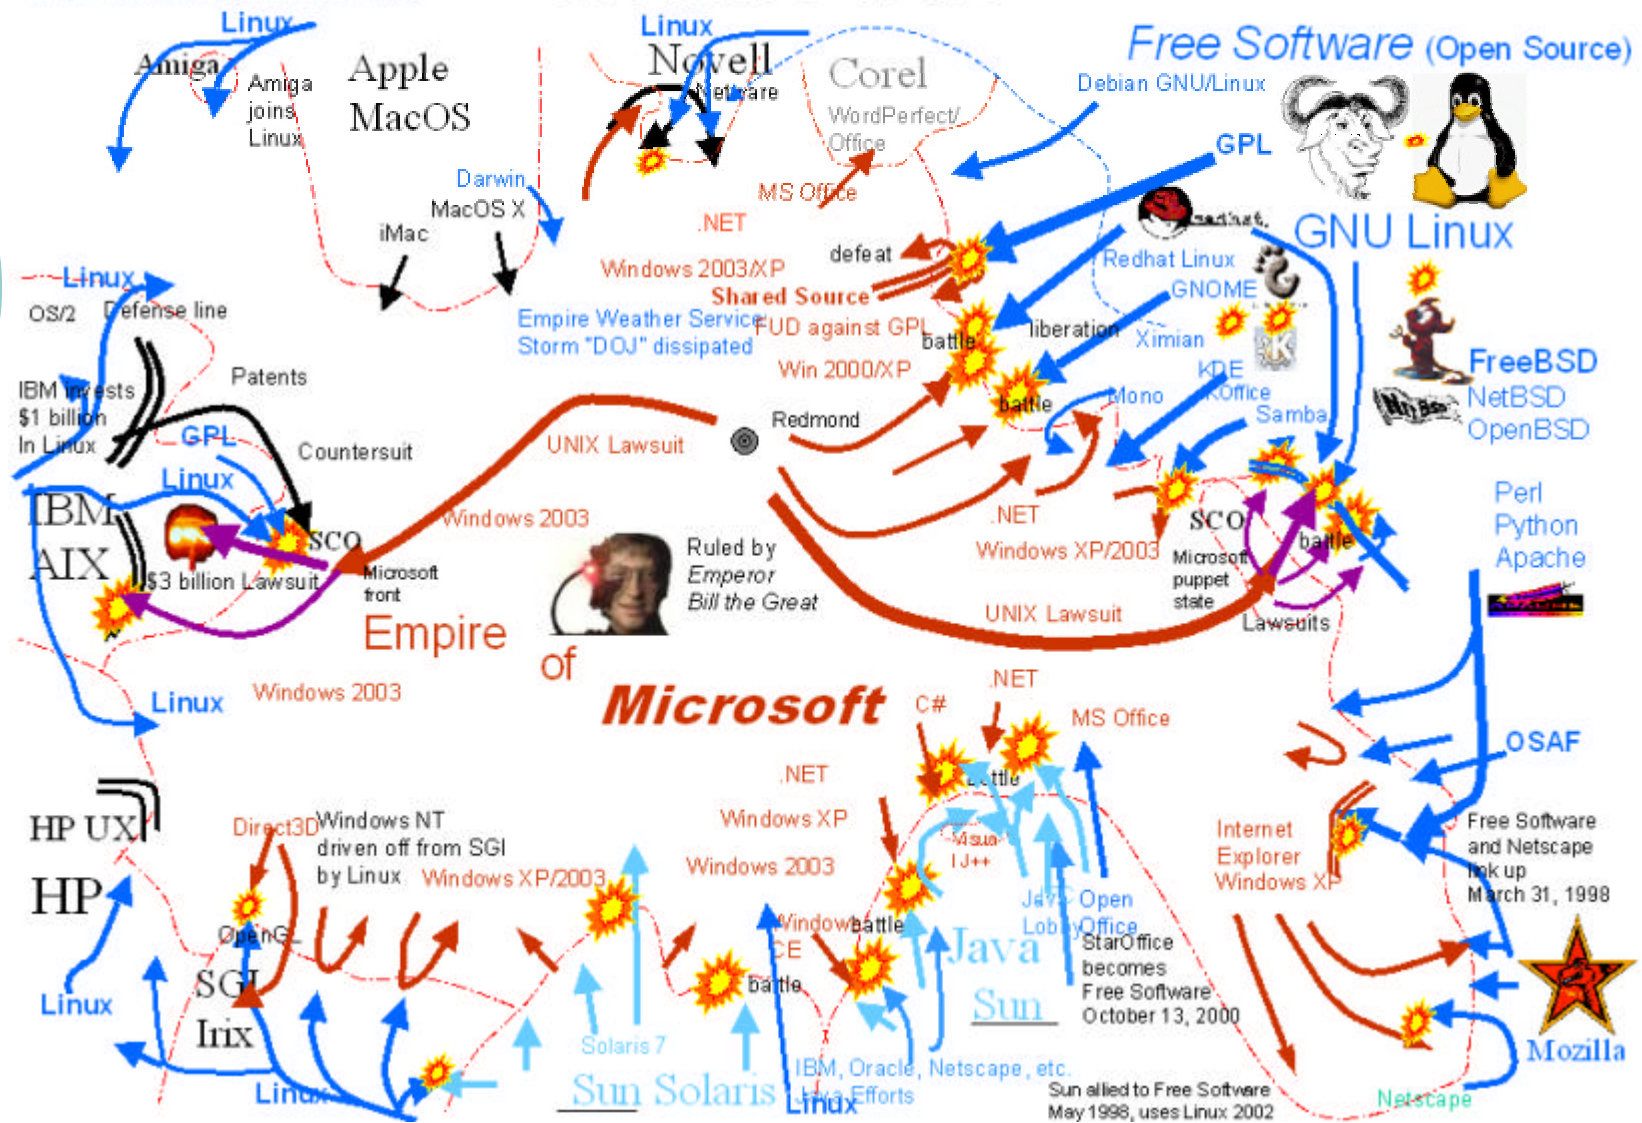 Linux
Linux
Free Software (Open Source)
Amiga
Amiga
joins
Linux
Apple
MacOS
Novell
Netware
Corel
WordPerfect/
Office
Debian GNU/Linux
GPL
Darwin
MacOS X
iMac
MS Office
.NET
defeat
redhat.
GNU Linux
Linux
OS/2
Defense line
Windows 2003/XP
Shared Source
Redhat Linux
GNOME
Empire Weather Service
Storm "DOJ" dissipated
FUD against GPL
battle
liberation
Ximian
Win 2000/XP
FreeBSD
NetBSD
OpenBSD
IBM invests
$1 billion
In Linux
Patents
GPL
Countersuit
Linux
UNIX Lawsuit
Redmond
battle
Mono
KDE
KOffice
Samba
Perl
Python
Apache
IBM
AIX
SCO
$3 billion Lawsuit
Microsoft
front
Windows 2003
Ruled by
Emperor
Bill the Great
.NET
Windows XP/2003
SCO
Microsoft
puppet
state
battle
Lawsuits
UNIX Lawsuit
Empire
of
Microsoft
Linux
Windows 2003
C#
.NET
MS Office
OSAF
battle
.NET
Windows XP
Windows 2003
Visual
J++
HP UX
HP
Direct3D
Windows NT
driven off from SGI
by Linux
Windows XP/2003
Internet
Explorer
Windows XP
Free Software
and Netscape
link up
March 31, 1998
OpenGL
SGI
Irix
Linux
Windows
CE
battle
battle
Java
Lobby
Open
Office
Java
Sun
StarOffice
becomes
Free Software
October 13, 2000
Mozilla
Solaris 7
Sun Solaris
Linux
IBM, Oracle, Netscape, etc.
Java Efforts
Linux
Sun allied to Free Software
May 1998, uses Linux 2002
Netscape